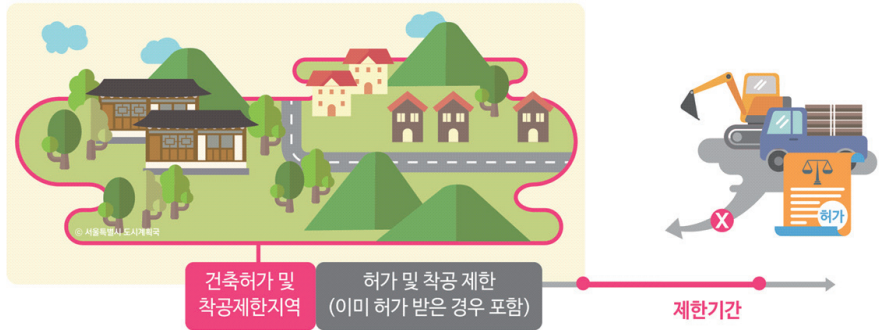 © 서울특별시 도시계획국
건축허가 및
착공제한지역
허가 및 착공 제한
(이미 허가 받은 경우 포함)
제한기간
X
허가